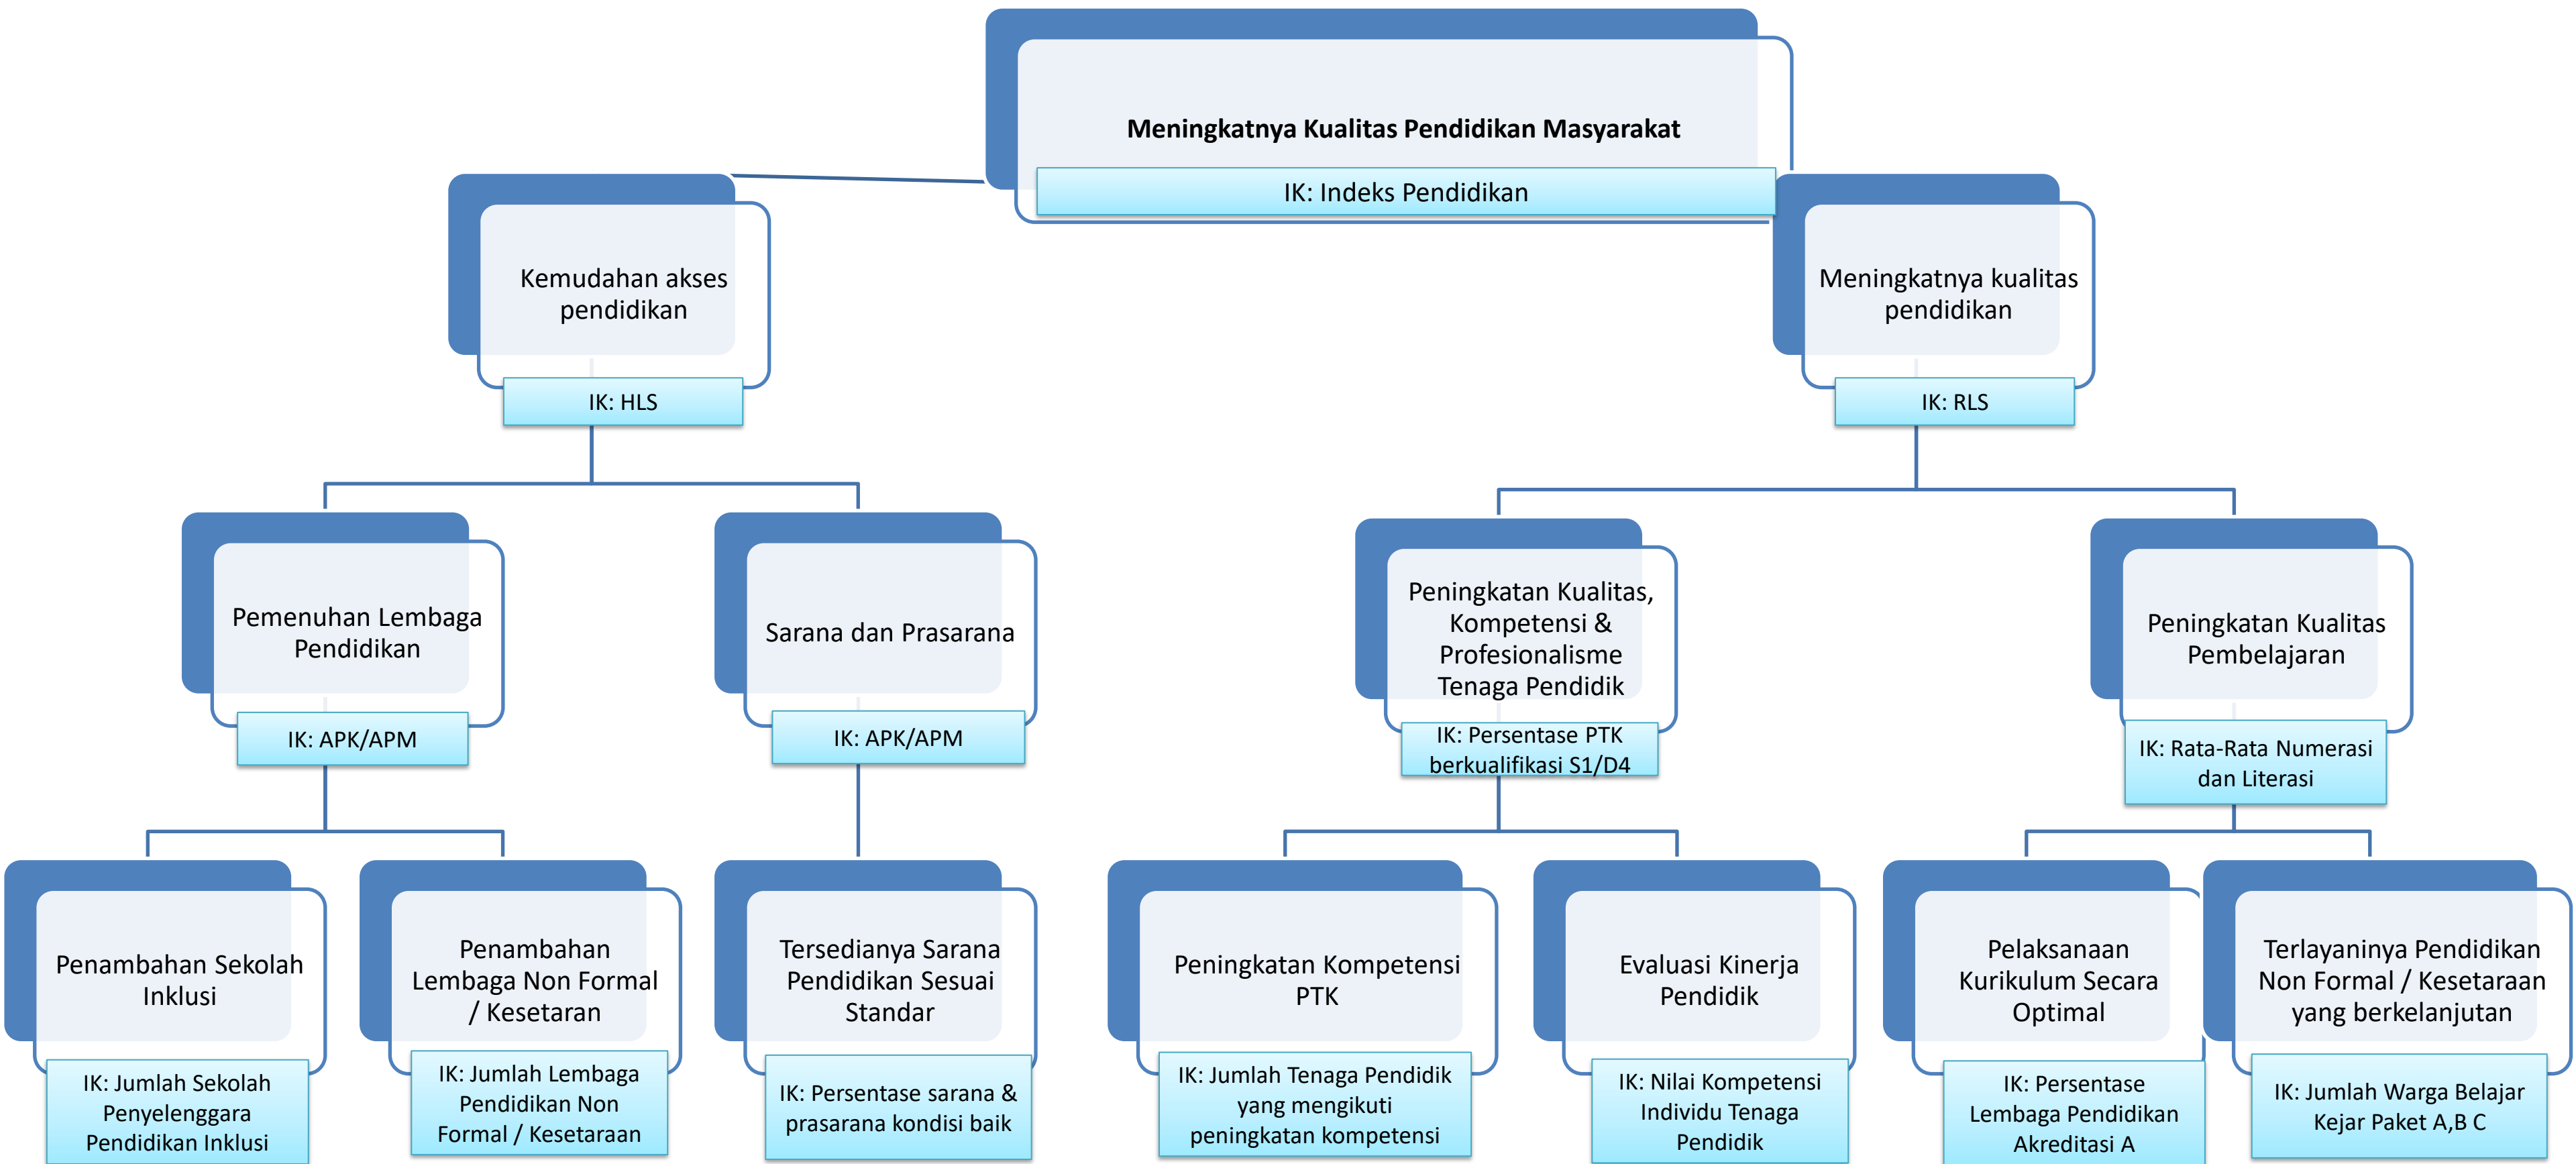 Meningkatnya Kualitas Pendidikan Masyarakat
IK: Indeks Pendidikan
Kemudahan akses
pendidikan
IK: HLS
Meningkatnya kualitas
pendidikan
IK: RLS
Pemenuhan Lembaga
Pendidikan
IK: APK/APM
Sarana dan Prasarana
IK: APK/APM
Peningkatan Kualitas,
Kompetensi &
Profesionalisme
Tenaga Pendidik
IK: Persentase PTK
berkualifikasi S1/D4
Peningkatan Kualitas
Pembelajaran
IK: Rata-Rata Numerasi
dan Literasi
Penambahan Sekolah
Inklusi
IK: Jumlah Sekolah
Penyelenggara
Pendidikan Inklusi
Penambahan
Lembaga Non Formal
/ Kesetaran
IK: Jumlah Lembaga
Pendidikan Non
Formal / Kesetaraan
Tersedianya Sarana
Pendidikan Sesuai
Standar
IK: Persentase sarana &
prasarana kondisi baik
Peningkatan Kompetensi
PTK
IK: Jumlah Tenaga Pendidik
yang mengikuti
peningkatan kompetensi
Evaluasi Kinerja
Pendidik
IK: Nilai Kompetensi
Individu Tenaga
Pendidik
Pelaksanaan
Kurikulum Secara
Optimal
IK: Persentase
Lembaga Pendidikan
Akreditasi A
Terlayaninya Pendidikan
Non Formal / Kesetaraan
yang berkelanjutan
IK: Jumlah Warga Belajar
Kejar Paket A,B C